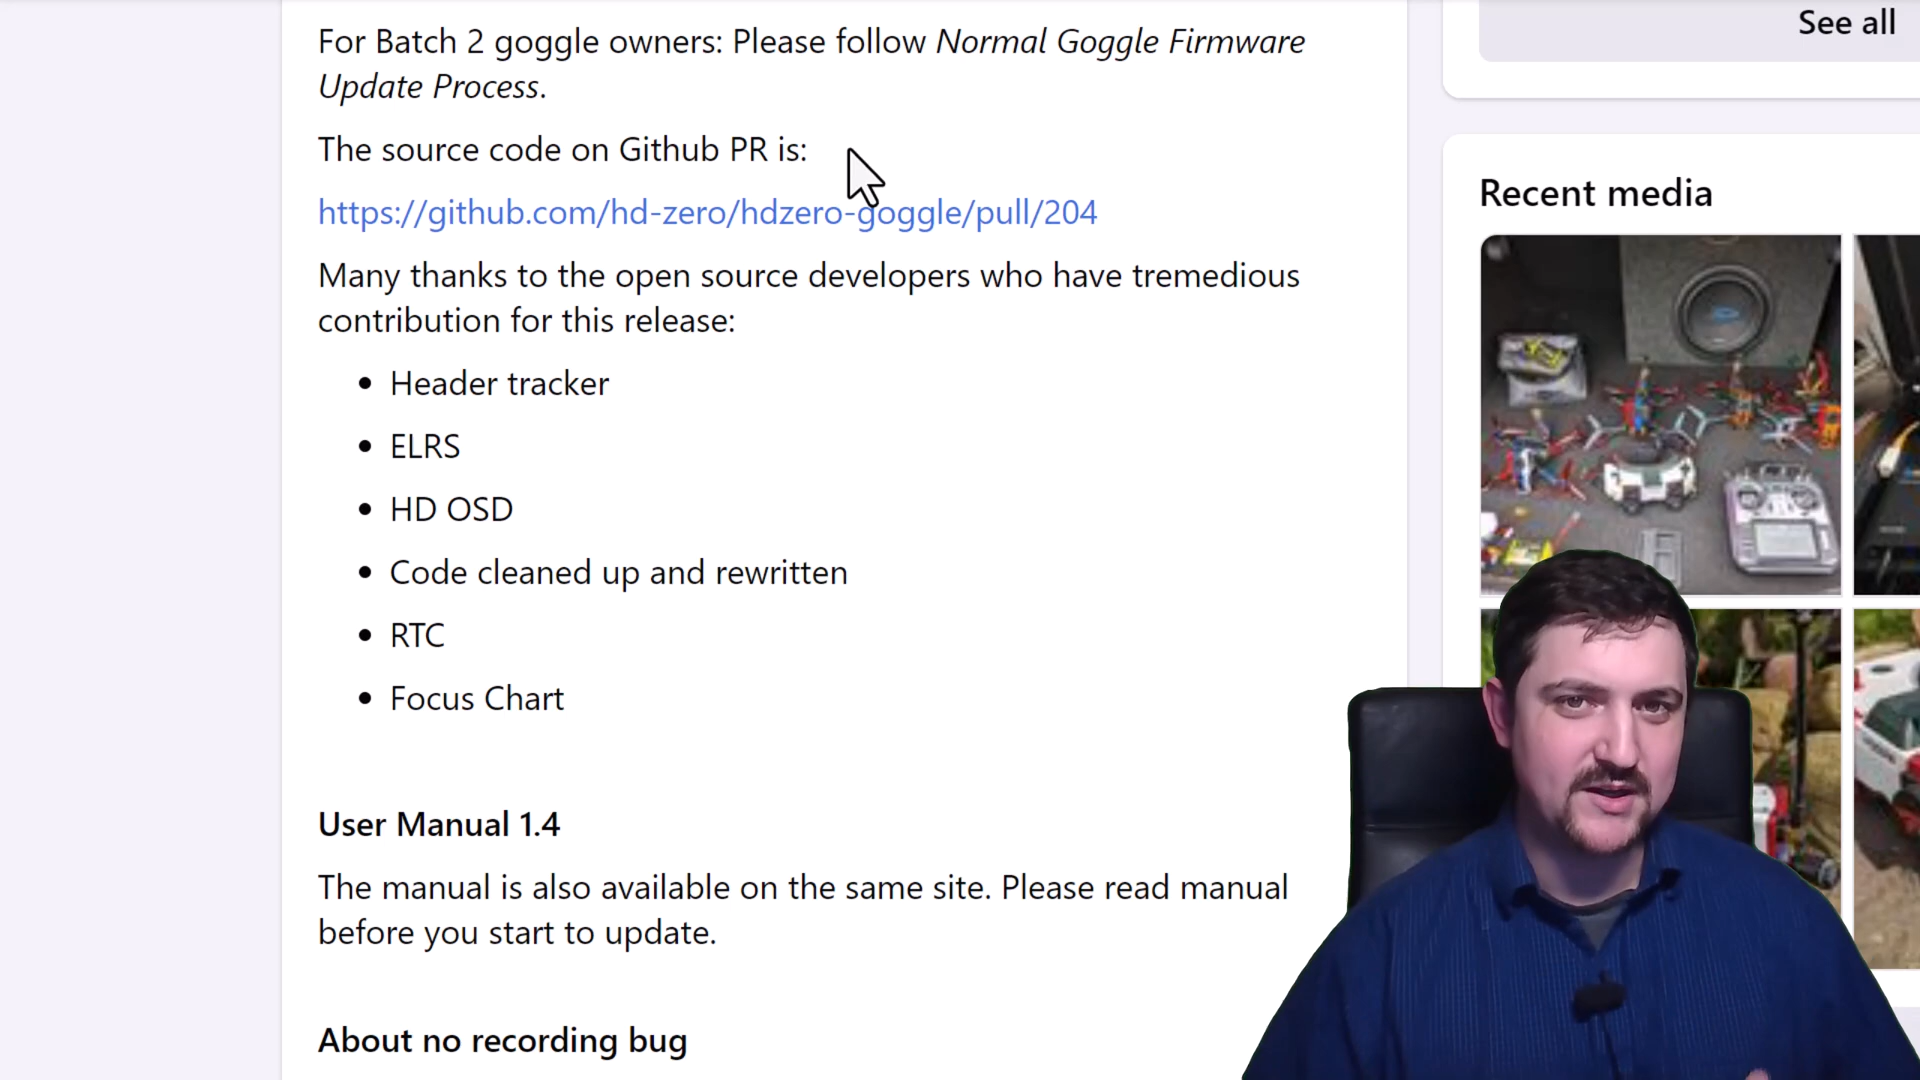 For Batch 2 goggle owners: Please follow Normal Goggle Firmware
Update Process.
The source code on Github PR is:
https://github.com/hd-zero/hdzero-goggle/pull/204
Many thanks to the open source developers who have tremedious
contribution for this release:
• Header tracker
• ELRS
• HD OSD
• Code cleaned up and rewritten
• RTC
• Focus Chart
User Manual 1.4
The manual is also available on the same site. Please read manual
before you start to update.
About no recording bug
See all
Recent media